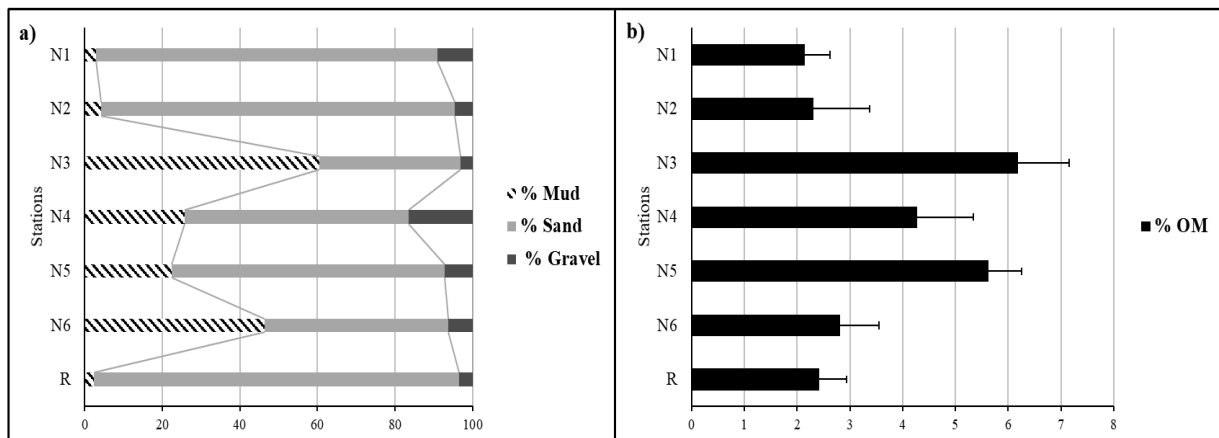 a)
Stations
N1
N2
N3
N4
N5
N6
R
0 20 40 60 80 100
% Mud
% Sand
% Gravel
b)
Stations
N1
N2
N3
N4
N5
N6
R
0 1 2 3 4 5 6 7 8
% OM